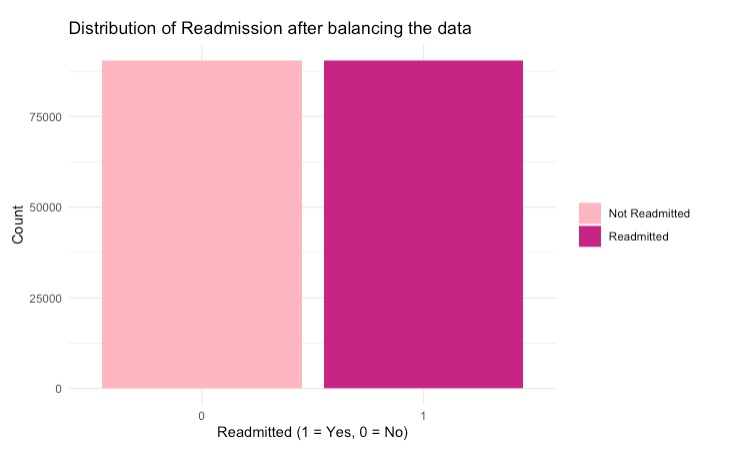 Distribution of Readmission after balancing the data
Count
75000
50000
25000
0
0 1
Readmitted (1 = Yes, 0 = No)
Not Readmitted
Readmitted